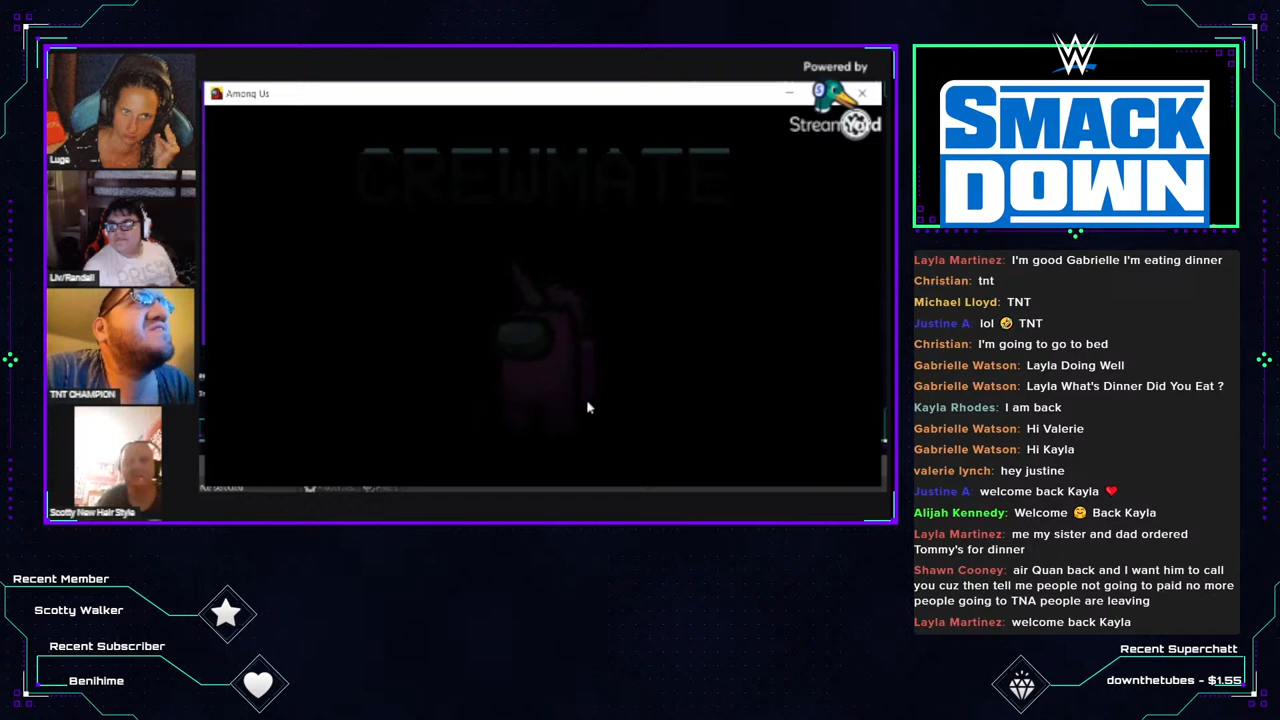 Powered by
StreamYard
Among Us
CREWMATE
Luge
Liv/Randall
PRISM
TNT CHAMPION
Scotty New Hair Style
W
SMACK
DOWN
Layla Martinez: I'm good Gabrielle I'm eating dinner
Christian: tnt
Michael Lloyd: TNT
Justine A: lol 🤣 TNT
Christian: I'm going to go to bed
Gabrielle Watson: Layla Doing Well
Gabrielle Watson: Layla What's Dinner Did You Eat ?
Kayla Rhodes: I am back
Gabrielle Watson: Hi Valerie
Gabrielle Watson: Hi Kayla
valerie lynch: hey justine
Justine A: welcome back Kayla ❤️
Alijah Kennedy: Welcome 🤗 Back Kayla
Layla Martinez: me my sister and dad ordered
Tommy's for dinner
Shawn Cooney: air Quan back and I want him to call
you cuz then tell me people not going to paid no more
people going to TNA people are leaving
Layla Martinez: welcome back Kayla
Recent Member
Scotty Walker
Recent Subscriber
Benihime
Recent Superchatt
downthetubes - $1.55